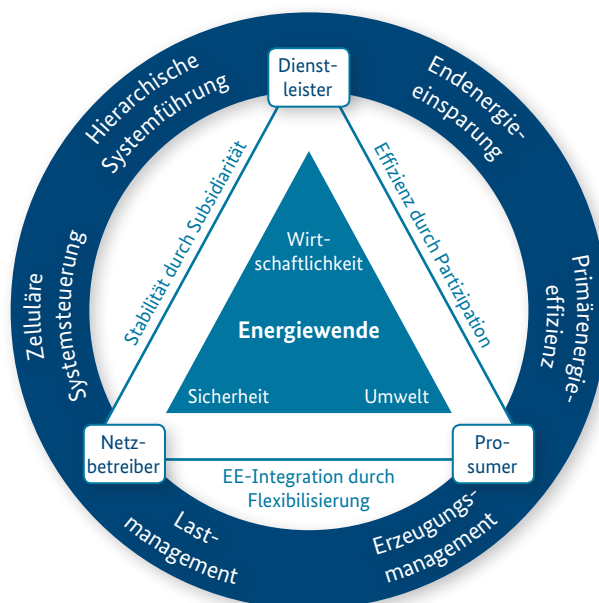 Dienst-
leister
Hierarchische
Systemführung
Endenergie-
einsparung
Stabilität durch Subsidiarität
Effizienz durch Partizipation
Wirt-
schaftlichkeit
Energiewende
Sicherheit
Umwelt
Zelluläre
Systemsteuerung
Primärenergie-
effizienz
Netz-
betreiber
Pro-
sumer
EE-Integration durch
Flexibilisierung
Last-
management
Erzeugungs-
management